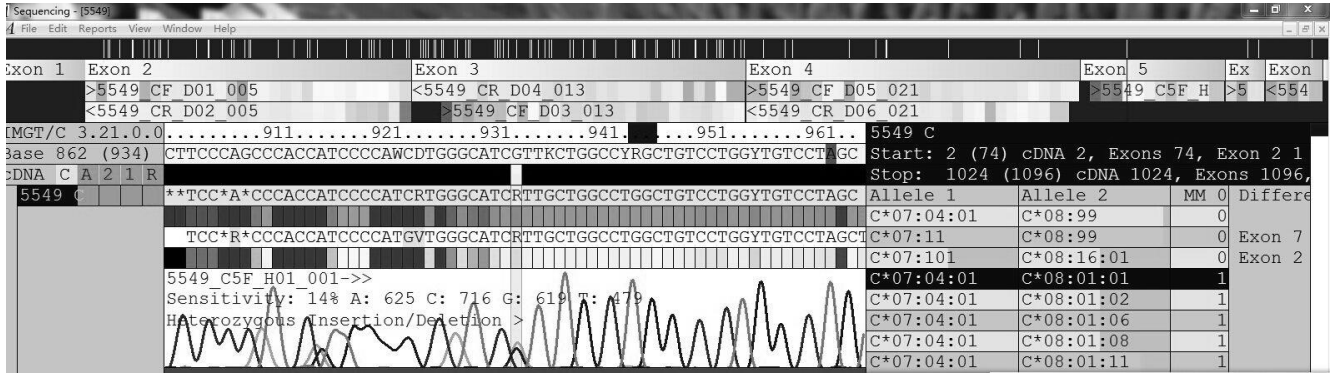 Sequencing - [5549]
File Edit Reports View Window Help
Exon 1 Exon 2 Exon 3 Exon 4 Exon 5 Ex Exon
>5549_CF_D01_005 <5549_CR_D04_013 >5549_CF_D05_021 >5549_C5F_H >5 <554
<5549_CR_D02_005 >5549_CF_D03_013 <5549_CR_D06_021
IMGT/C 3.21.0.0 .........911.......921.......931.......941. ....951.......961.. 5549 C
Base 862 (934) CTTCCCAGCCCACCATCCCCAWCDTGGGCATCGTTKCTGGCCYRGCTGTCCTGGYTGTCCTAGC Start: 2 (74) cDNA 2, Exons 74, Exon 2 1
cDNA C A 2 1 R Stop: 1024 (1096) cDNA 1024, Exons 1096,
5549 C **TCC*A*CCCACCATCCCCATCRTGGGCATCRTTGCTGGCCTGGCTGTCCTGGYTGTCCTAGC Allele 1 Allele 2 MM 0 Differe
C*07:04:01 C*08:99 0
TCC*R*CCCACCATCCCCATGVTGGGCATCRTTGCTGGCCTGGCTGTCCTGGYTGTCCTAGCT C*07:11 C*08:99 0 Exon 7
C*07:101 C*08:16:01 0 Exon 2
5549_C5F_H01_001->> C*07:04:01 C*08:01:01 1
Sensitivity: 14% A: 625 C: 716 G: 619 T: 479 C*07:04:01 C*08:01:02 1
Heterozygous Insertion/Deletion > C*07:04:01 C*08:01:06 1
C*07:04:01 C*08:01:08 1
C*07:04:01 C*08:01:11 1